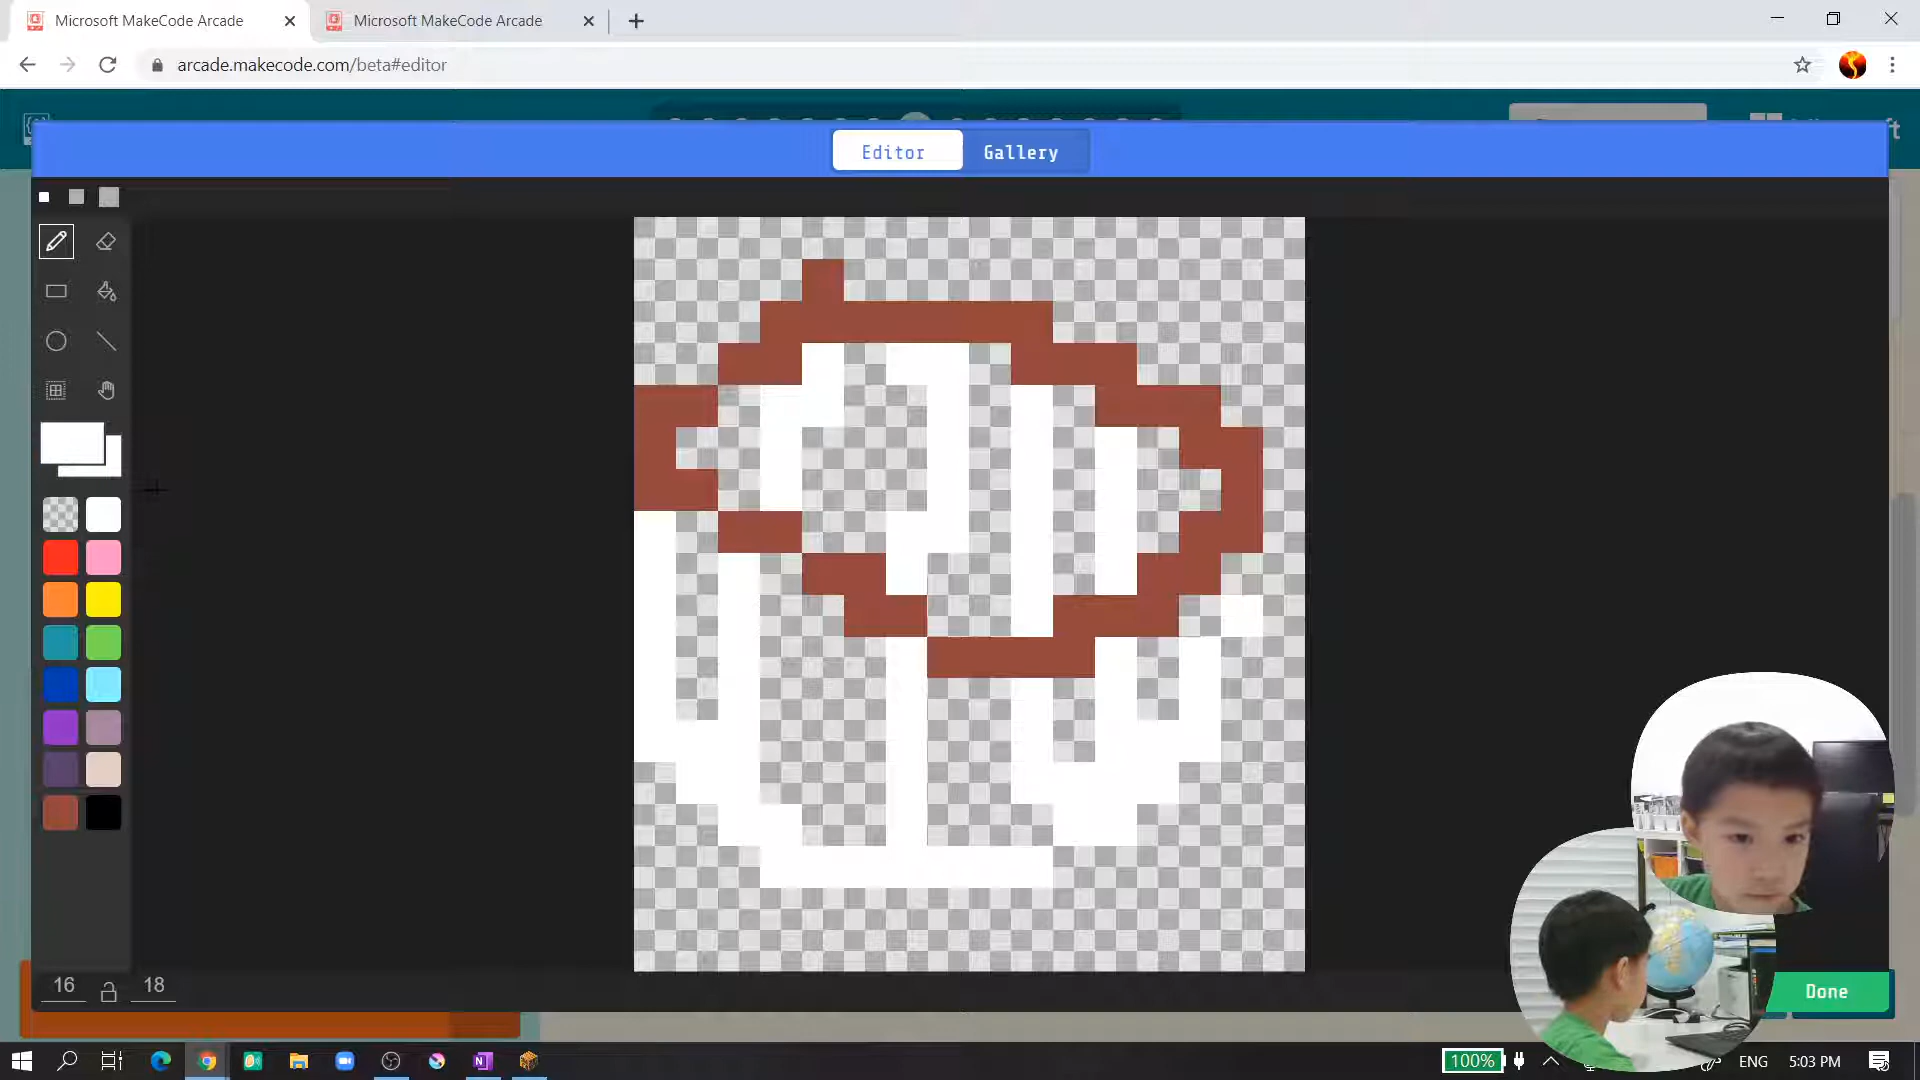 Microsoft MakeCode Arcade
Microsoft MakeCode Arcade
arcade.makecode.com/beta#editor
Editor
Gallery
16
18
Done
100%
ENG
5:03 PM